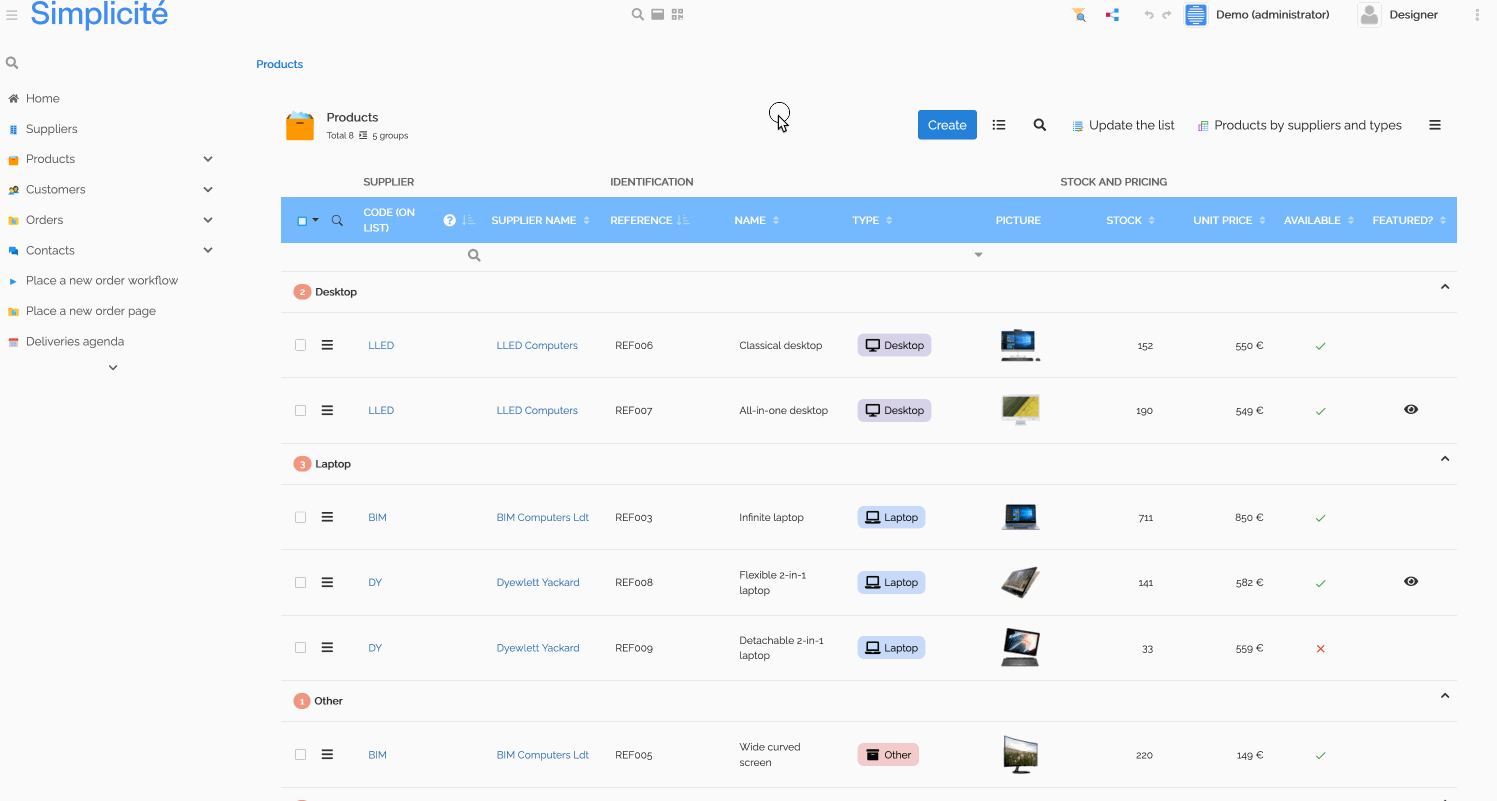 Simplicité
Demo (administrator)
Designer
Home
Suppliers
Products
Customers
Orders
Contacts
Place a new order workflow
Place a new order page
Deliveries agenda
Products
Products
Total 8 5 groups
Create
Update the list
Products by suppliers and types
SUPPLIER IDENTIFICATION STOCK AND PRICING
CODE (ON
LIST)
? SUPPLIER NAME REFERENCE NAME TYPE PICTURE STOCK UNIT PRICE AVAILABLE FEATURED?
2 Desktop
LLED LLED Computers REF006 Classical desktop Desktop 152 550 €
LLED LLED Computers REF007 All-in-one desktop Desktop 190 549 €
3 Laptop
BIM BIM Computers Ldt REF003 Infinite laptop Laptop 711 850 €
DY Dyewlett Yackard REF008 Flexible 2-in-1
laptop Laptop 141 582 €
DY Dyewlett Yackard REF009 Detachable 2-in-1
laptop Laptop 33 559 €
1 Other
BIM BIM Computers Ldt REF005 Wide curved
screen Other 220 149 €